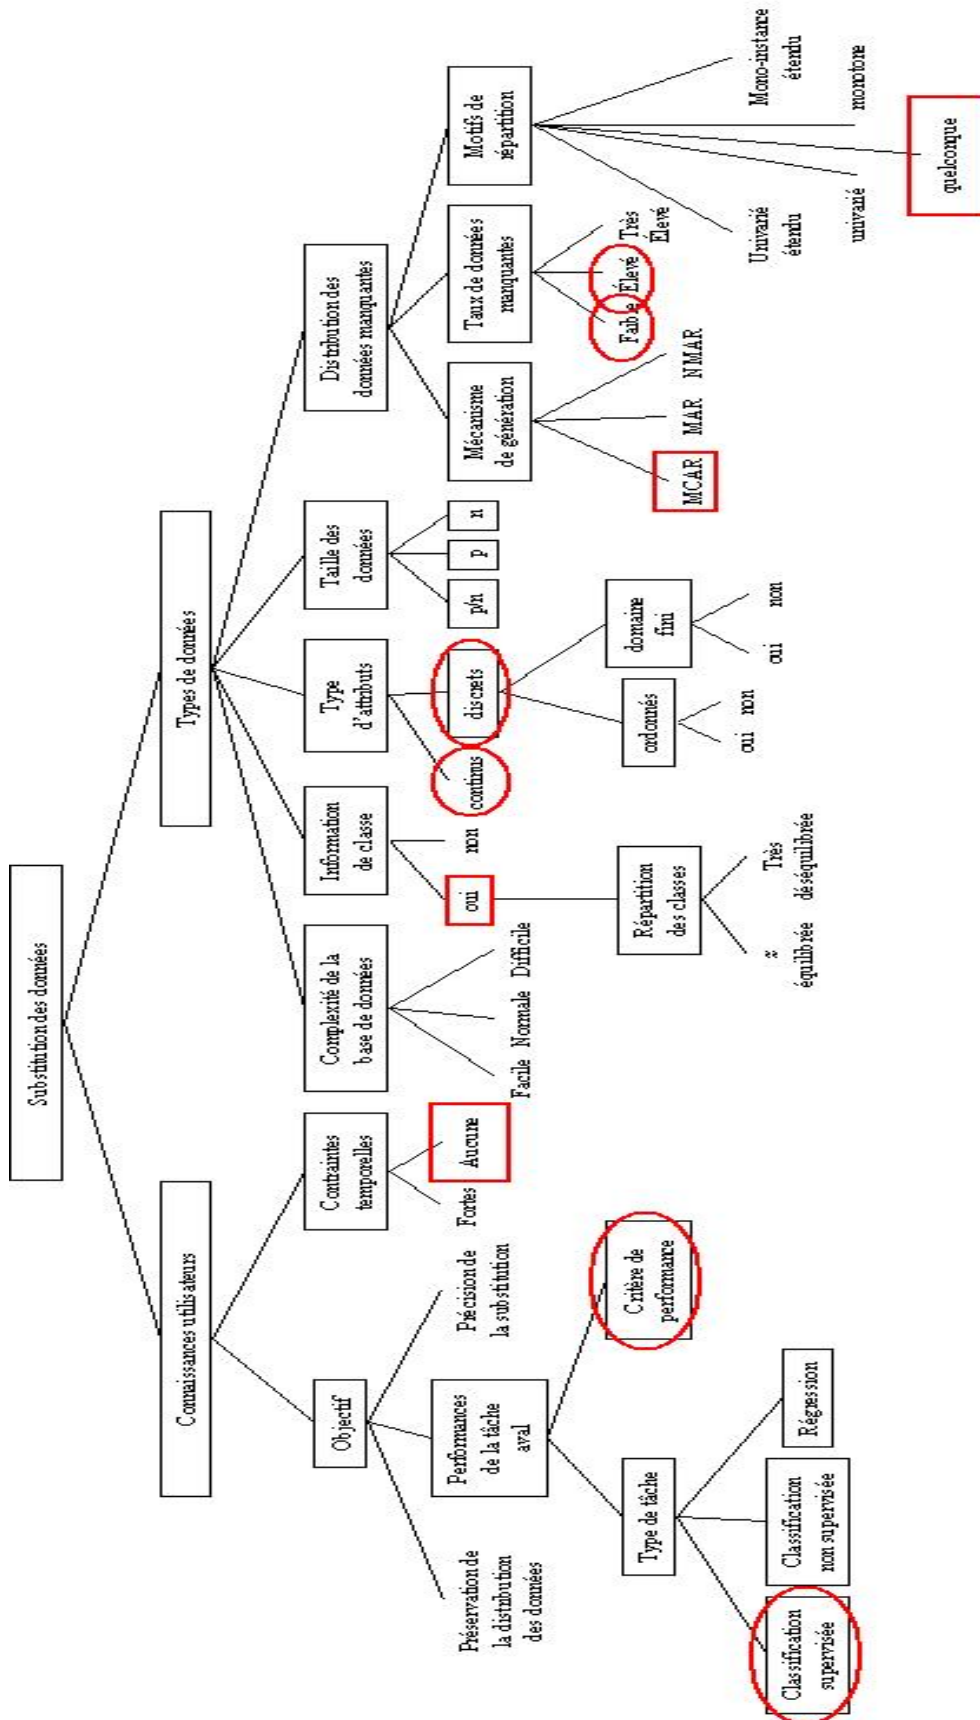 Substitution des données
Connaissances utilisateurs
Types de données
Objectif
Contraintes
temporelles
Complexité de la
base de données
Information
de classe
Type
d'attributs
Taille des
données
Distribution des
données manquantes
Préservation de
la distribution
des données
Performances
de la tâche
aval
Précision de
la substitution
Fortes
Aucune
Facile
Normale
Difficile
oui
non
continus
discrets
p/n
p
n
Mécanisme
de génération
Taux de données
manquantes
Motifs de
répartition
Type de tâche
Critère de
performance
Répartition
des classes
ordonnés
domaine
fini
MCAR
MAR
NMAR
Faible
Élevé
Très
Élevé
Classification
supervisée
Classification
non supervisée
Régression
≈
équilibrée
Très
déséquilibrée
oui
non
oui
non
Univarié
étendu
univarié
quelconque
monotone
Mono-instance
étendu